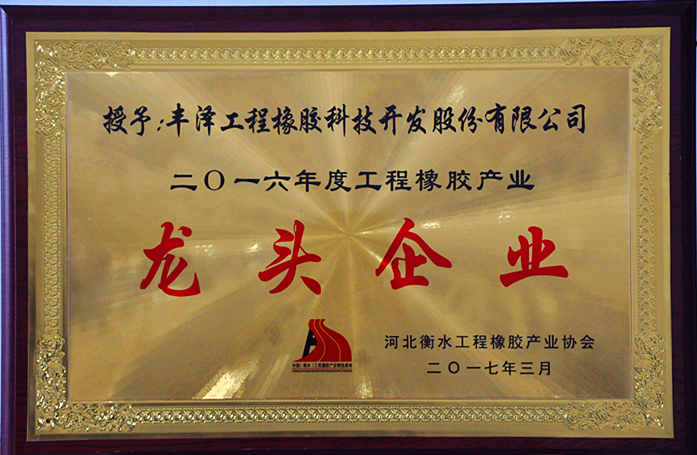 授予:丰泽工程橡胶科技开发股份有限公司
二〇一六年度工程橡胶产业
龙头企业
河北衡水工程橡胶产业协会
二〇一七年三月